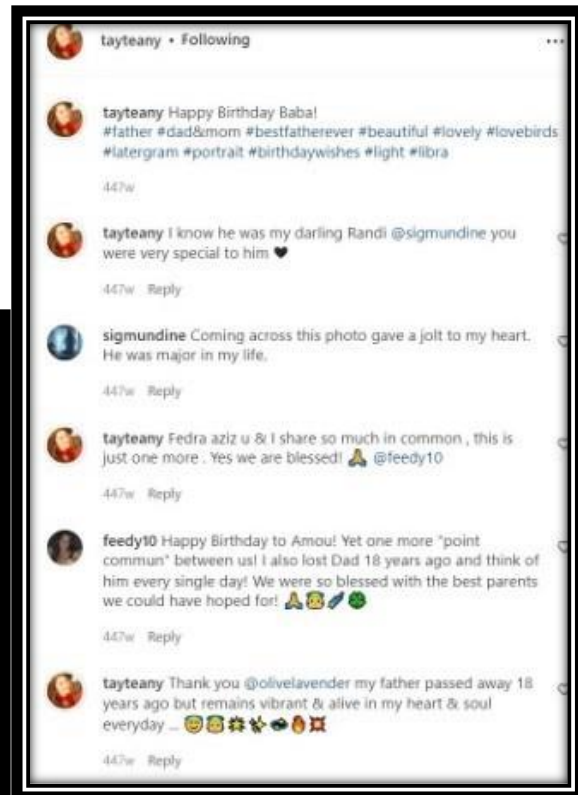 tayteany • Following
tayteany Happy Birthday Baba!
#father #dad&mom #bestfatherever #beautiful #lovely #lovebirds
#latergram #portrait #birthdaywishes #light #libra
447w
tayteany I know he was my darling Randi @sigmundine you
were very special to him 🖤
447w Reply
sigmundine Coming across this photo gave a jolt to my heart.
He was major in my life.
447w Reply
tayteany Fedra aziz u & I share so much in common , this is
just one more . Yes we are blessed! 🙏 @feedy10
447w Reply
feedy10 Happy Birthday to Amou! Yet one more "point
commun" between us! I also lost Dad 18 years ago and think of
him every single day! We were so blessed with the best parents
we could have hoped for!
447w Reply
tayteany Thank you @olivelavender my father passed away 18
years ago but remains vibrant & alive in my heart & soul
everyday ...
447w Reply